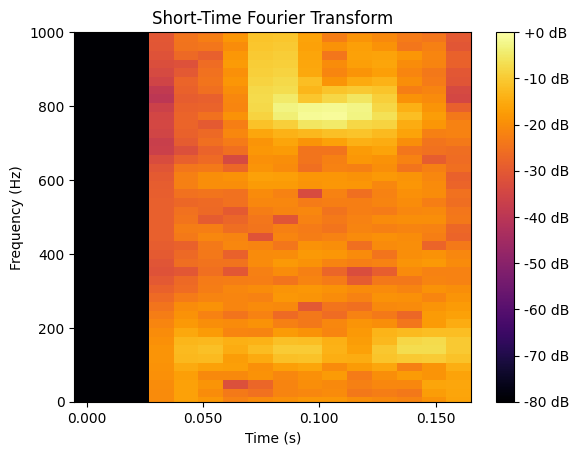 Short-Time Fourier Transform
1000
800
600
400
200
0
Frequency (Hz)
0.000
0.050
0.100
0.150
Time (s)
+0 dB
-10 dB
-20 dB
-30 dB
-40 dB
-50 dB
-60 dB
-70 dB
-80 dB